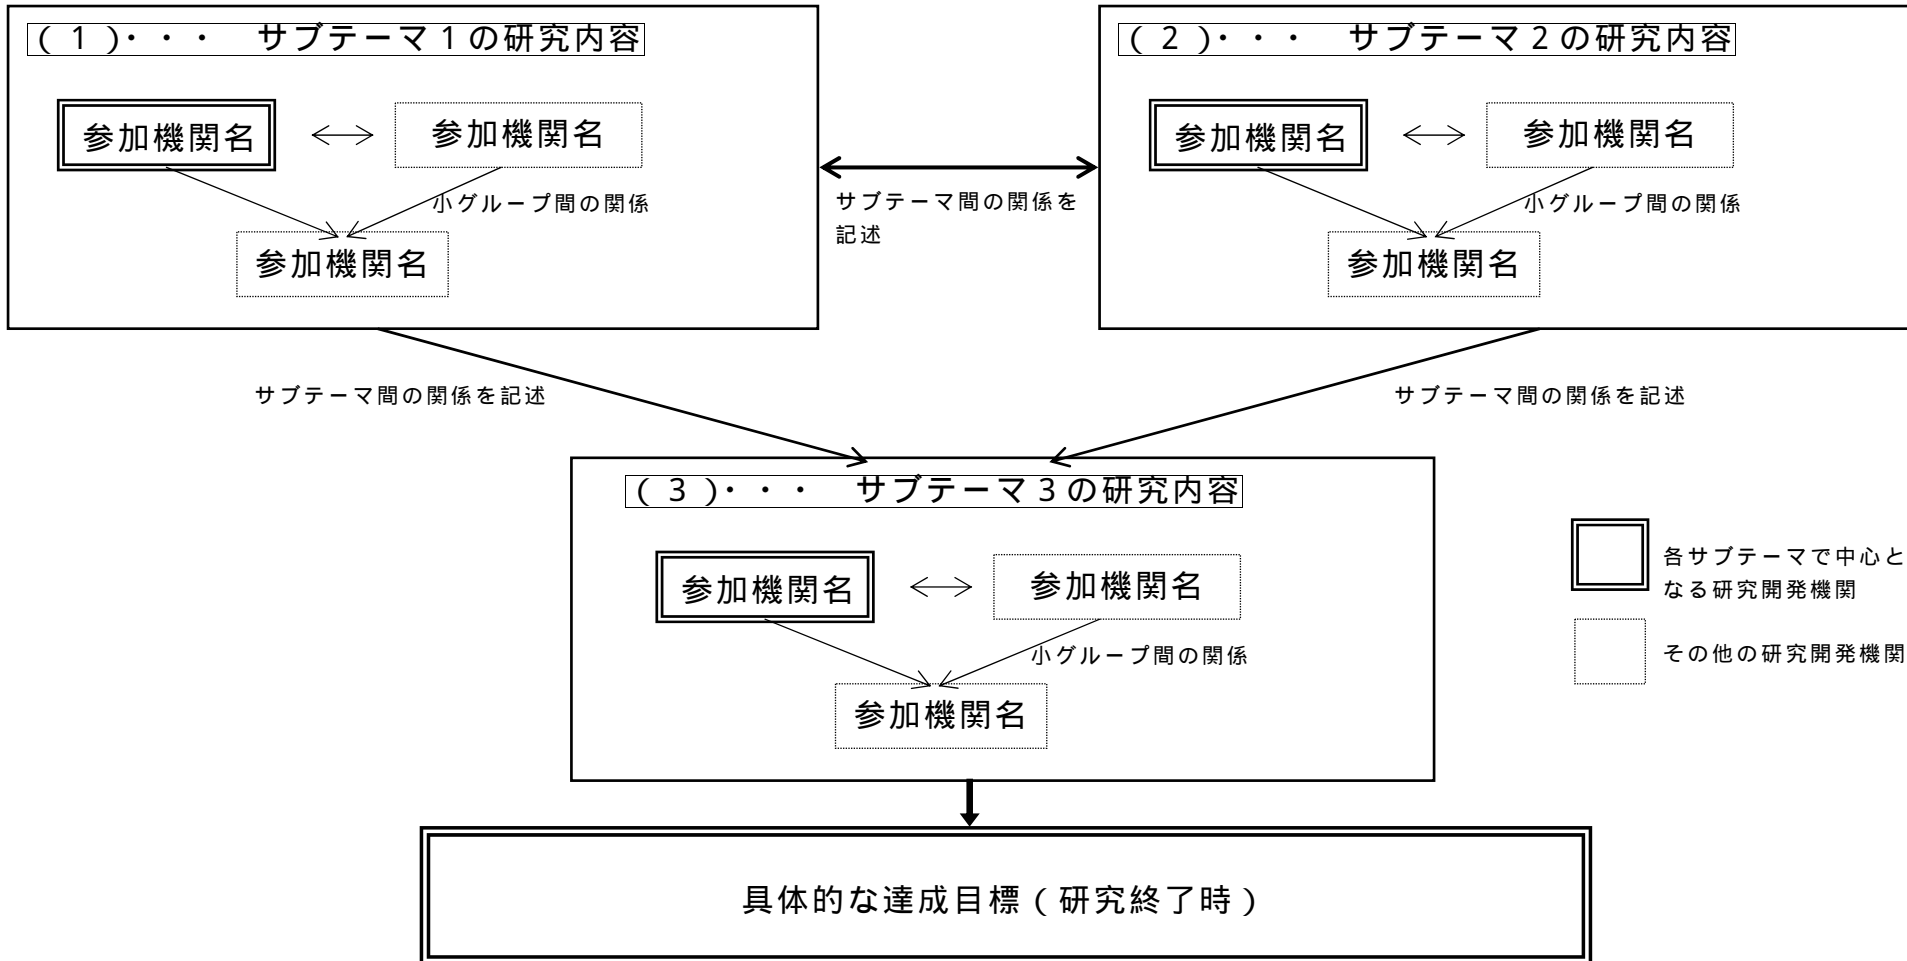 (1)・・・　サブテーマ1の研究内容
参加機関名
参加機関名
小グループ間の関係
参加機関名
サブテーマ間の関係を
記述
(2)・・・　サブテーマ2の研究内容
参加機関名
参加機関名
小グループ間の関係
参加機関名
サブテーマ間の関係を記述
サブテーマ間の関係を記述
(3)・・・　サブテーマ3の研究内容
参加機関名
参加機関名
小グループ間の関係
参加機関名
各サブテーマで中心と
なる研究開発機関
その他の研究開発機関
具体的な達成目標(研究終了時)